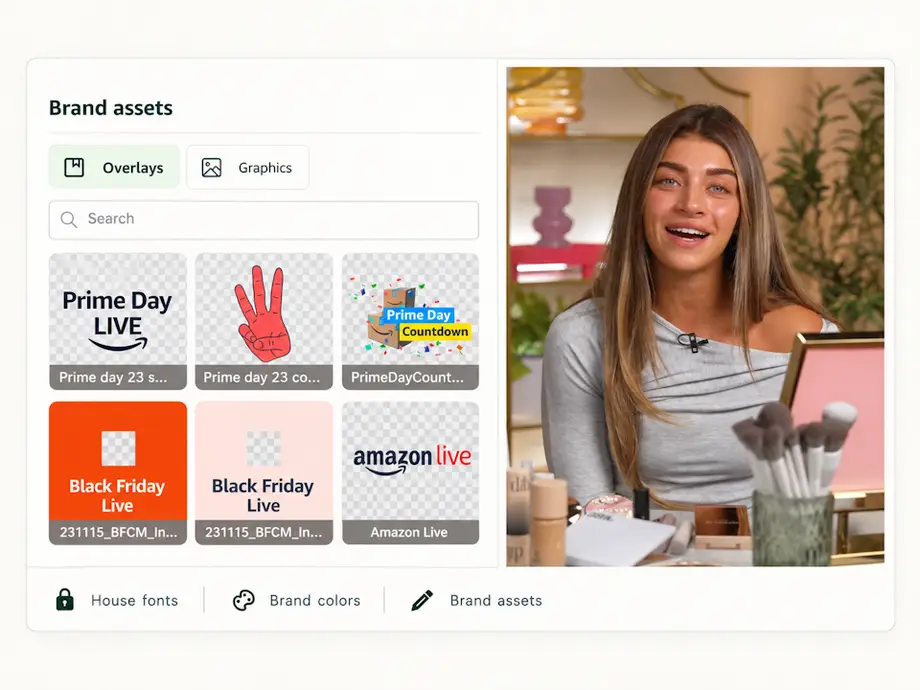 Brand assets
Overlays
Graphics
Search
Prime Day
LIVE
Prime day 23 s...
Prime day 23 co...
Prime Day
Countdown
PrimeDayCount...
Black Friday
Live
231115_BFCM_In...
Black Friday
Live
231115_BFCM_In...
amazon live
Amazon Live
House fonts
Brand colors
Brand assets